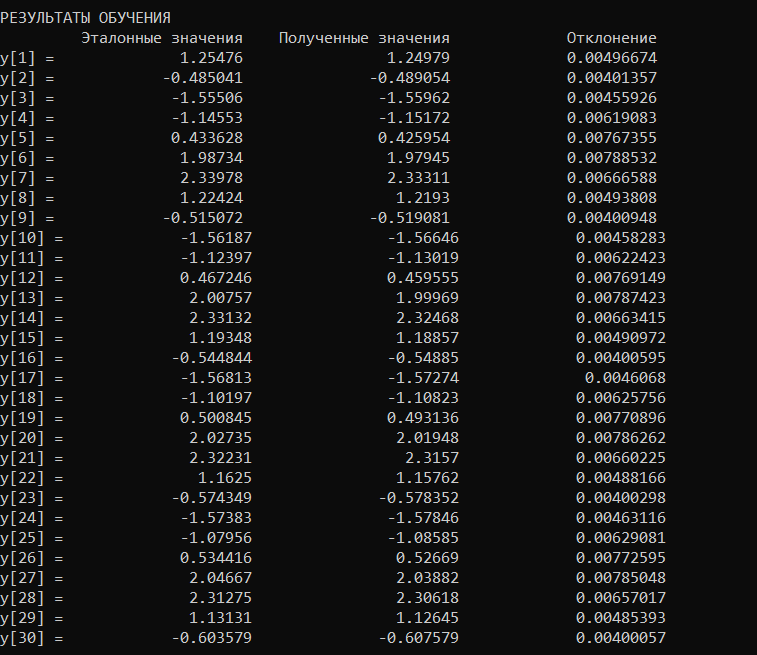 РЕЗУЛЬТАТЫ ОБУЧЕНИЯ
Эталонные значения Полученные значения Отклонение
y[1] = 1.25476 1.24979 0.00496674
y[2] = -0.485041 -0.489054 0.00401357
y[3] = -1.55506 -1.55962 0.00455926
y[4] = -1.14553 -1.15172 0.00619083
y[5] = 0.433628 0.425954 0.00767355
y[6] = 1.98734 1.97945 0.00788532
y[7] = 2.33978 2.33311 0.00666588
y[8] = 1.22424 1.2193 0.00493808
y[9] = -0.515072 -0.519081 0.00400948
y[10] = -1.56187 -1.56646 0.00458283
y[11] = -1.12397 -1.13019 0.00622423
y[12] = 0.467246 0.459555 0.00769149
y[13] = 2.00757 1.99969 0.00787423
y[14] = 2.33132 2.32468 0.00663415
y[15] = 1.19348 1.18857 0.00490972
y[16] = -0.544844 -0.54885 0.00400595
y[17] = -1.56813 -1.57274 0.0046068
y[18] = -1.10197 -1.10823 0.00625756
y[19] = 0.500845 0.493136 0.00770896
y[20] = 2.02735 2.01948 0.00786262
y[21] = 2.32231 2.3157 0.00660225
y[22] = 1.1625 1.15762 0.00488166
y[23] = -0.574349 -0.578352 0.00400298
y[24] = -1.57383 -1.57846 0.00463116
y[25] = -1.07956 -1.08585 0.00629081
y[26] = 0.534416 0.52669 0.00772595
y[27] = 2.04667 2.03882 0.00785048
y[28] = 2.31275 2.30618 0.00657017
y[29] = 1.13131 1.12645 0.00485393
y[30] = -0.603579 -0.607579 0.00400057